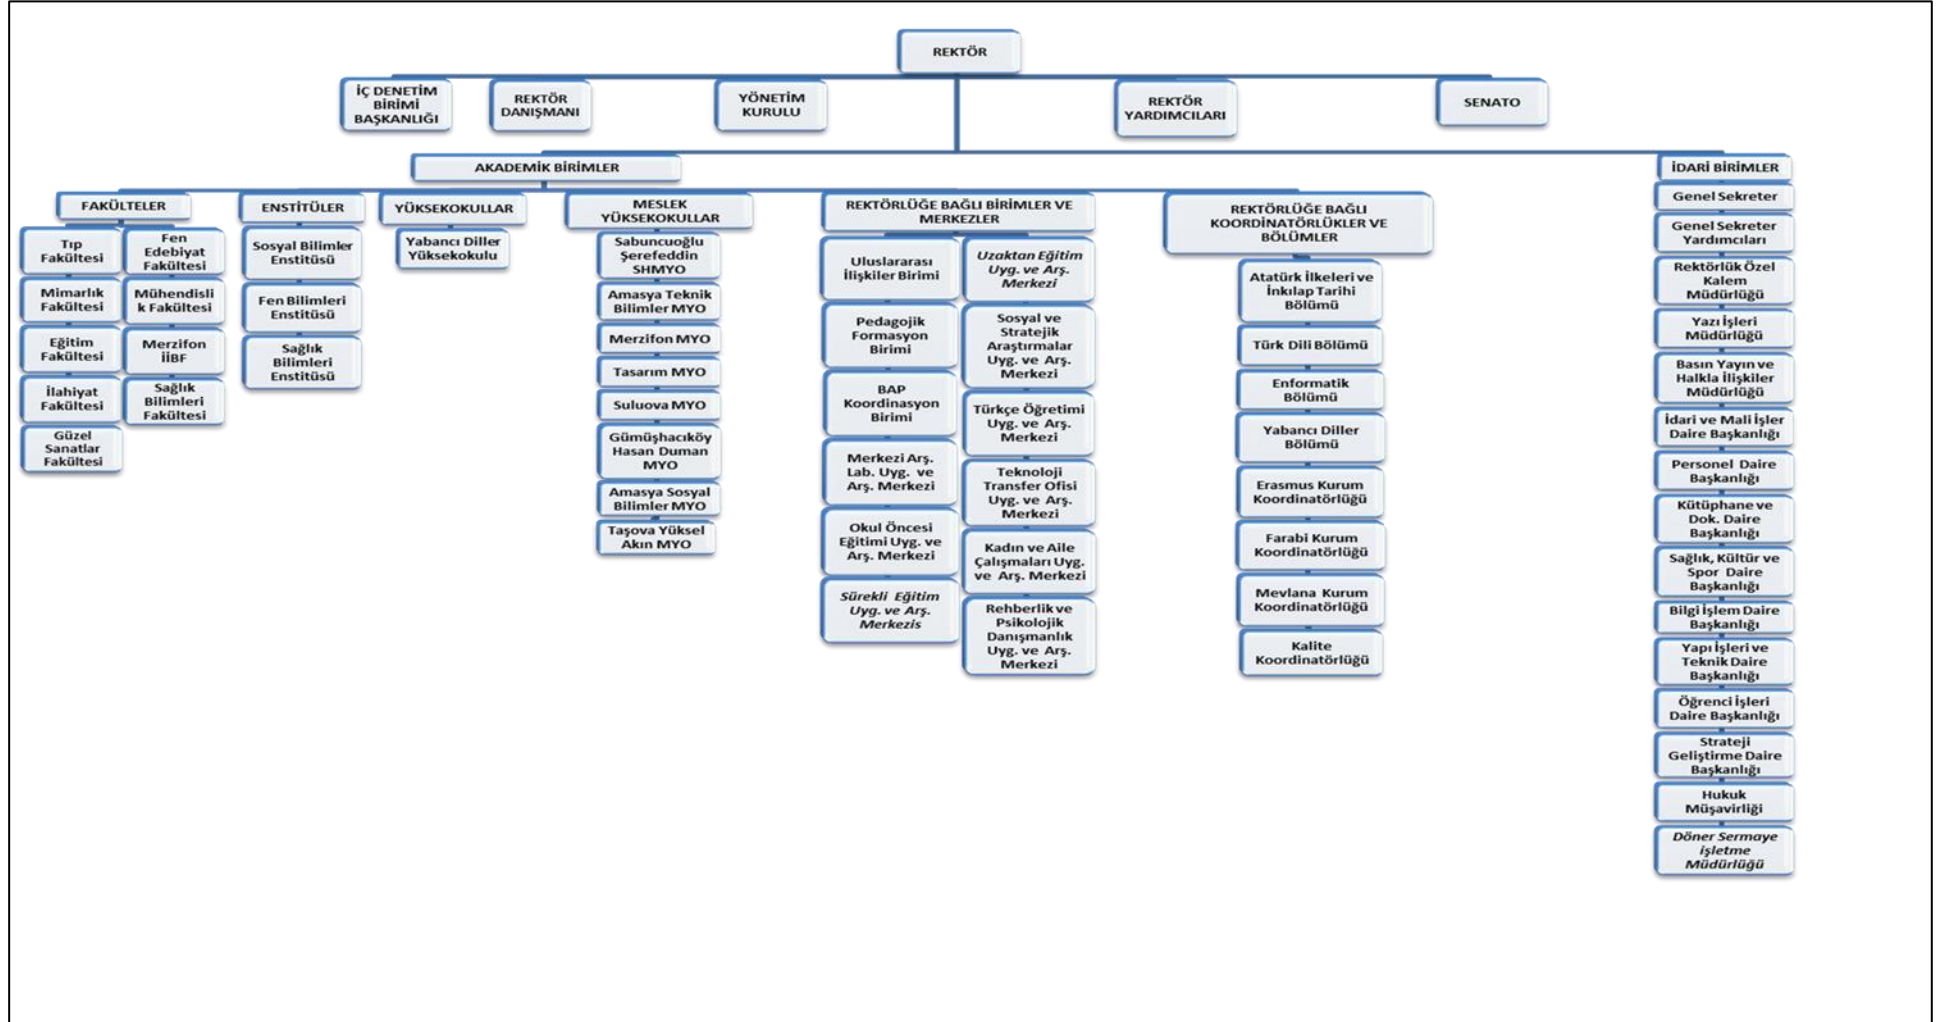 REKTÖR
İÇ DENETİM
BİRİMİ
BAŞKANLIĞI
REKTÖR
DANIŞMANI
YÖNETİM
KURULU
REKTÖR
YARDIMCILARI
SENATO
AKADEMİK BİRİMLER
İDARİ BİRİMLER
FAKÜLTELER
Tıp
Fakültesi
Mimarlık
Fakültesi
Eğitim
Fakültesi
İlahiyat
Fakültesi
Güzel
Sanatlar
Fakültesi
Fen
Edebiyat
Fakültesi
Mühendisli
k Fakültesi
Merzifon
İİBF
Sağlık
Bilimleri
Fakültesi
ENSTİTÜLER
Sosyal Bilimler
Enstitüsü
Fen Bilimleri
Enstitüsü
Sağlık
Bilimleri
Enstitüsü
YÜKSEKOKULLAR
Yabancı Diller
Yüksekokulu
MESLEK
YÜKSEKOKULLAR
Sabuncuoğlu
Şerefeddin
SHMYO
Amasya Teknik
Bilimler MYO
Merzifon MYO
Tasarım MYO
Suluova MYO
Gümüşhacıköy
Hasan Duman
MYO
Amasya Sosyal
Bilimler MYO
Taşova Yüksel
Akın MYO
REKTÖRLÜĞE BAĞLI BİRİMLER VE
MERKEZLER
Uluslararası
İlişkiler Birimi
Pedagojik
Formasyon
Birimi
BAP
Koordinasyon
Birimi
Merkezi Arş.
Lab. Uyg. ve
Arş. Merkezi
Okul Öncesi
Eğitimi Uyg. ve
Arş. Merkezi
Sürekli Eğitim
Uyg. ve Arş.
Merkezis
Uzaktan Eğitim
Uyg. ve Arş.
Merkezi
Sosyal ve
Stratejik
Araştırmalar
Uyg. ve Arş.
Merkezi
Türkçe Öğretimi
Uyg. ve Arş.
Merkezi
Teknoloji
Transfer Ofisi
Uyg. ve Arş.
Merkezi
Kadın ve Aile
Çalışmaları Uyg.
ve Arş. Merkezi
Rehberlik ve
Psikolojik
Danışmanlık
Uyg. ve Arş.
Merkezi
REKTÖRLÜĞE BAĞLI
KOORDİNATÖRLÜKLER VE
BÖLÜMLER
Atatürk İlkeleri ve
İnkılap Tarihi
Bölümü
Türk Dili Bölümü
Enformatik
Bölümü
Yabancı Diller
Bölümü
Erasmus Kurum
Koordinatörlüğü
Farabi Kurum
Koordinatörlüğü
Mevlana Kurum
Koordinatörlüğü
Kalite
Koordinatörlüğü
Genel Sekreter
Genel Sekreter
Yardımcıları
Rektörlük Özel
Kalem
Müdürlüğü
Yazı İşleri
Müdürlüğü
Basın Yayın ve
Halkla İlişkiler
Müdürlüğü
İdari ve Mali İşler
Daire Başkanlığı
Personel Daire
Başkanlığı
Kütüphane ve
Dok. Daire
Başkanlığı
Sağlık, Kültür ve
Spor Daire
Başkanlığı
Bilgi İşlem Daire
Başkanlığı
Yapı İşleri ve
Teknik Daire
Başkanlığı
Öğrenci İşleri
Daire Başkanlığı
Strateji
Geliştirme Daire
Başkanlığı
Hukuk
Müşavirliği
Döner Sermaye
işletme
Müdürlüğü